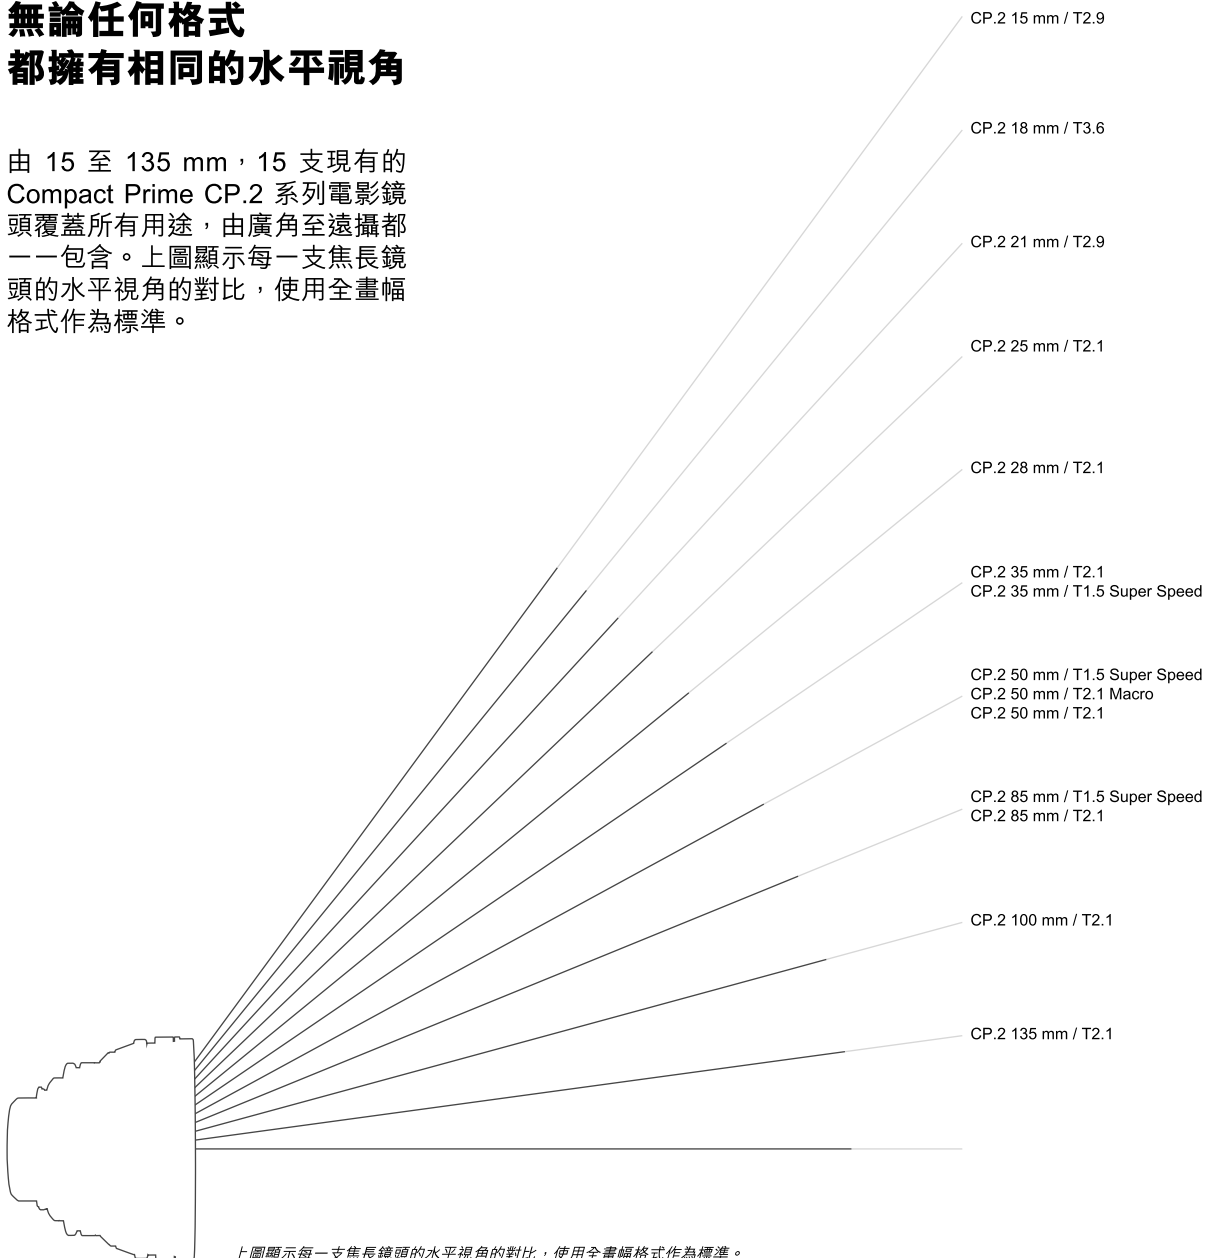 無論任何格式
都擁有相同的水平視角
由 15 至 135 mm，15 支現有的
Compact Prime CP.2 系列電影鏡
頭覆蓋所有用途，由廣角至遠攝都
一一包含。上圖顯示每一支焦長鏡
頭的水平視角的對比，使用全畫幅
格式作為標準。
CP.2 15 mm / T2.9
CP.2 18 mm / T3.6
CP.2 21 mm / T2.9
CP.2 25 mm / T2.1
CP.2 28 mm / T2.1
CP.2 35 mm / T2.1
CP.2 35 mm / T1.5 Super Speed
CP.2 50 mm / T1.5 Super Speed
CP.2 50 mm / T2.1 Macro
CP.2 50 mm / T2.1
CP.2 85 mm / T1.5 Super Speed
CP.2 85 mm / T2.1
CP.2 100 mm / T2.1
CP.2 135 mm / T2.1
上圖顯示每一支焦長鏡頭的水平視角的對比，使用全畫幅格式作為標準。